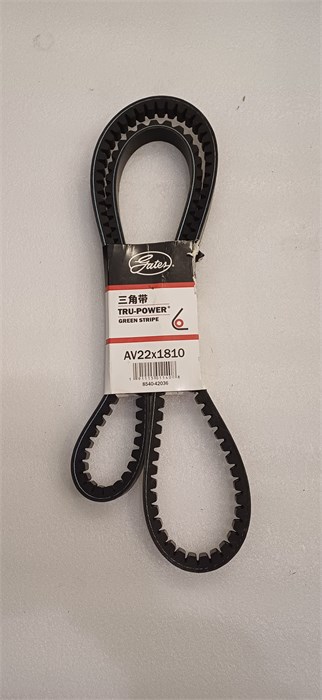 Gates
三角带
TRU-POWER®
GREEN STRIPE
AV22x1810
8540-42036